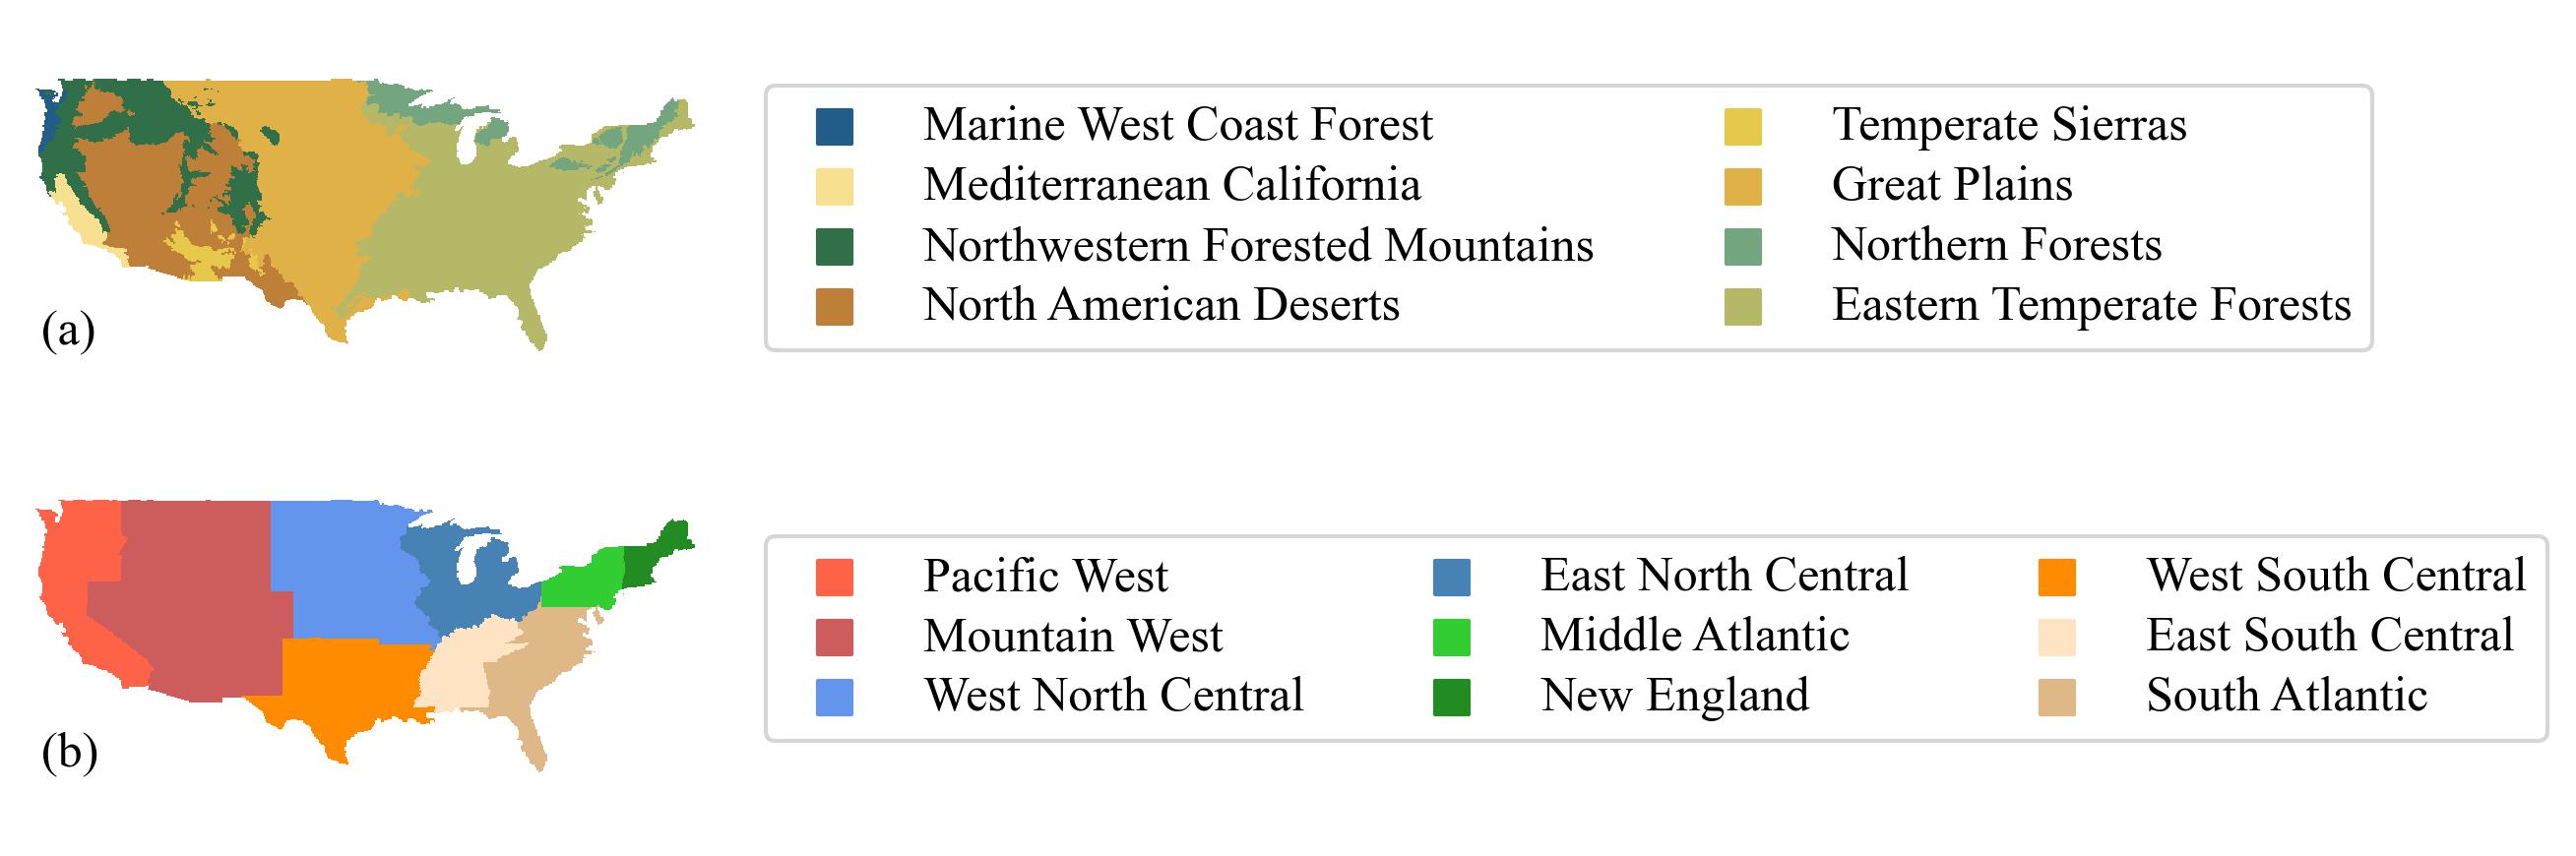 Marine West Coast Forest
Mediterranean California
Northwestern Forested Mountains
North American Deserts
Temperate Sierras
Great Plains
Northern Forests
Eastern Temperate Forests
(a)
Pacific West
Mountain West
West North Central
East North Central
Middle Atlantic
New England
West South Central
East South Central
South Atlantic
(b)